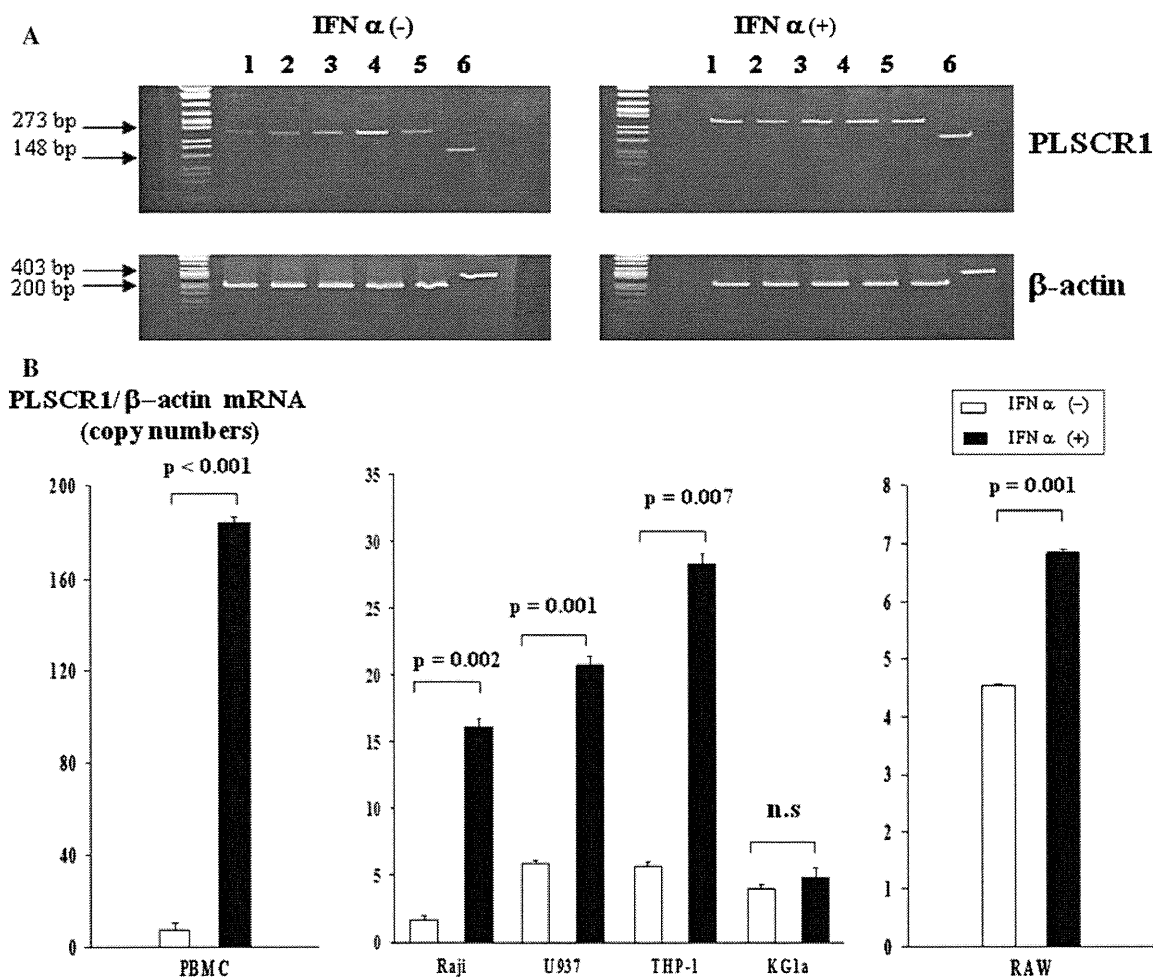 A
IFN α (-)
IFN α (+)
1 2 3 4 5 6
1 2 3 4 5 6
273 bp
148 bp
PLSCR1
403 bp
200 bp
β-actin
B
PLSCR1/ β–actin mRNA
(copy numbers)
IFN α (−)
IFN α (+)
p < 0.001
200
160
120
80
40
0
PBMC
35
30
25
20
15
10
5
0
p = 0.002
p = 0.001
p = 0.007
n.s
Raji U937 THP-1 KG1a
p = 0.001
8
7
6
5
4
3
2
1
0
RAW